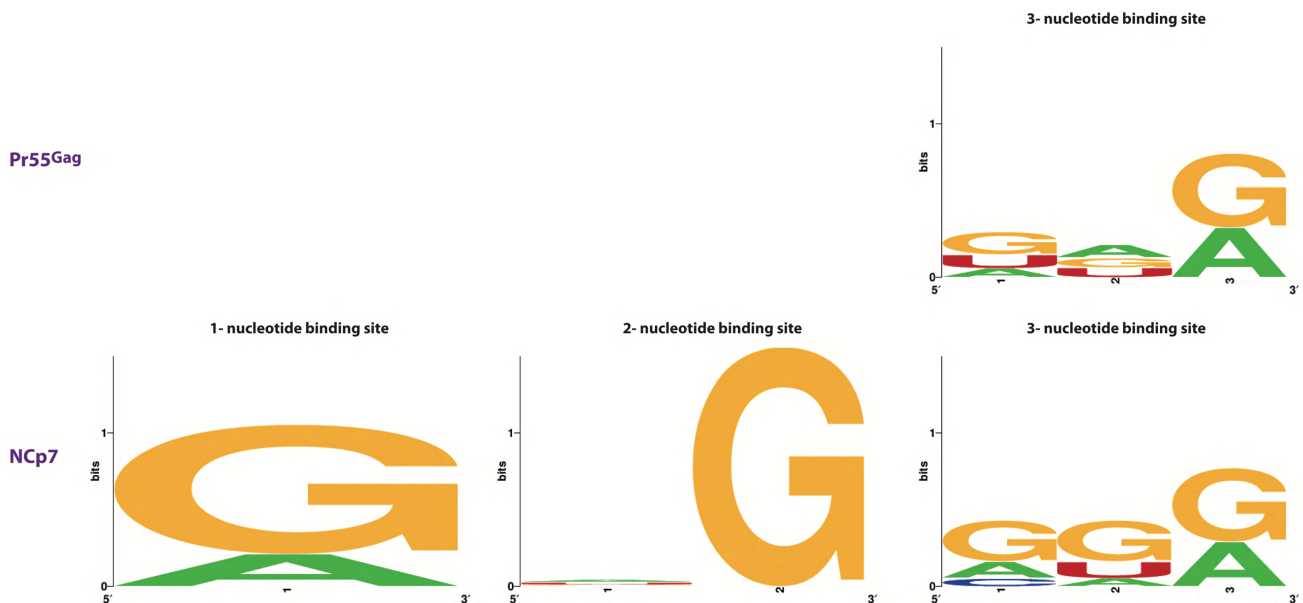 3- nucleotide binding site
Pr55Gag
bits
1
0
G
U
A
A
G
U
G
A
5′
1
2
3
3′
1- nucleotide binding site
2- nucleotide binding site
3- nucleotide binding site
NCp7
bits
1
0
G
A
5′
1
3′
bits
1
0
G
5′
1
2
3′
bits
1
0
G
A
C
G
U
A
G
A
5′
1
2
3
3′